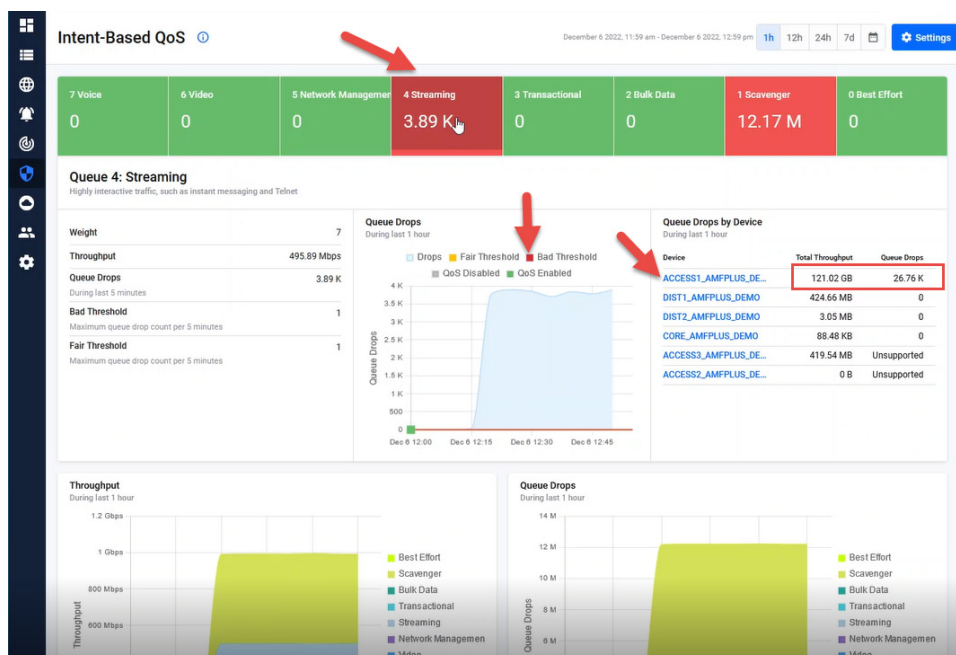 Intent-Based QoS
December 6 2022, 11:59 am - December 6 2022, 12:59 pm 1h 12h 24h 7d Settings
7 Voice 6 Video 5 Network Managemen 4 Streaming 3 Transactional 2 Bulk Data 1 Scavenger 0 Best Effort
0 0 0 3.89 K 0 0 12.17 M 0
Queue 4: Streaming
Highly interactive traffic, such as instant messaging and Telnet
Weight 7
Throughput 495.89 Mbps
Queue Drops 3.89 K
During last 5 minutes
Bad Threshold 1
Maximum queue drop count per 5 minutes
Fair Threshold 1
Maximum queue drop count per 5 minutes
Queue Drops
During last 1 hour
Drops Fair Threshold Bad Threshold
QoS Disabled QoS Enabled
Queue Drops
4 K
3.5 K
3 K
2.5 K
2 K
1.5 K
1 K
500
0
Dec 6 12:00 Dec 6 12:15 Dec 6 12:30 Dec 6 12:45
Queue Drops by Device
During last 1 hour
Device Total Throughput Queue Drops
ACCESS1_AMFPLUS_DE... 121.02 GB 26.76 K
DIST1_AMFPLUS_DEMO 424.66 MB 0
DIST2_AMFPLUS_DEMO 3.05 MB 0
CORE_AMFPLUS_DEMO 88.48 KB 0
ACCESS3_AMFPLUS_DE... 419.54 MB Unsupported
ACCESS2_AMFPLUS_DE... 0 B Unsupported
Throughput
During last 1 hour
Throughput
1.2 Gbps
1 Gbps
800 Mbps
600 Mbps
Best Effort
Scavenger
Bulk Data
Transactional
Streaming
Network Managemen
Video
Queue Drops
During last 1 hour
Queue Drops
14 M
12 M
10 M
8 M
6 M
Best Effort
Scavenger
Bulk Data
Transactional
Streaming
Network Managemen
Video